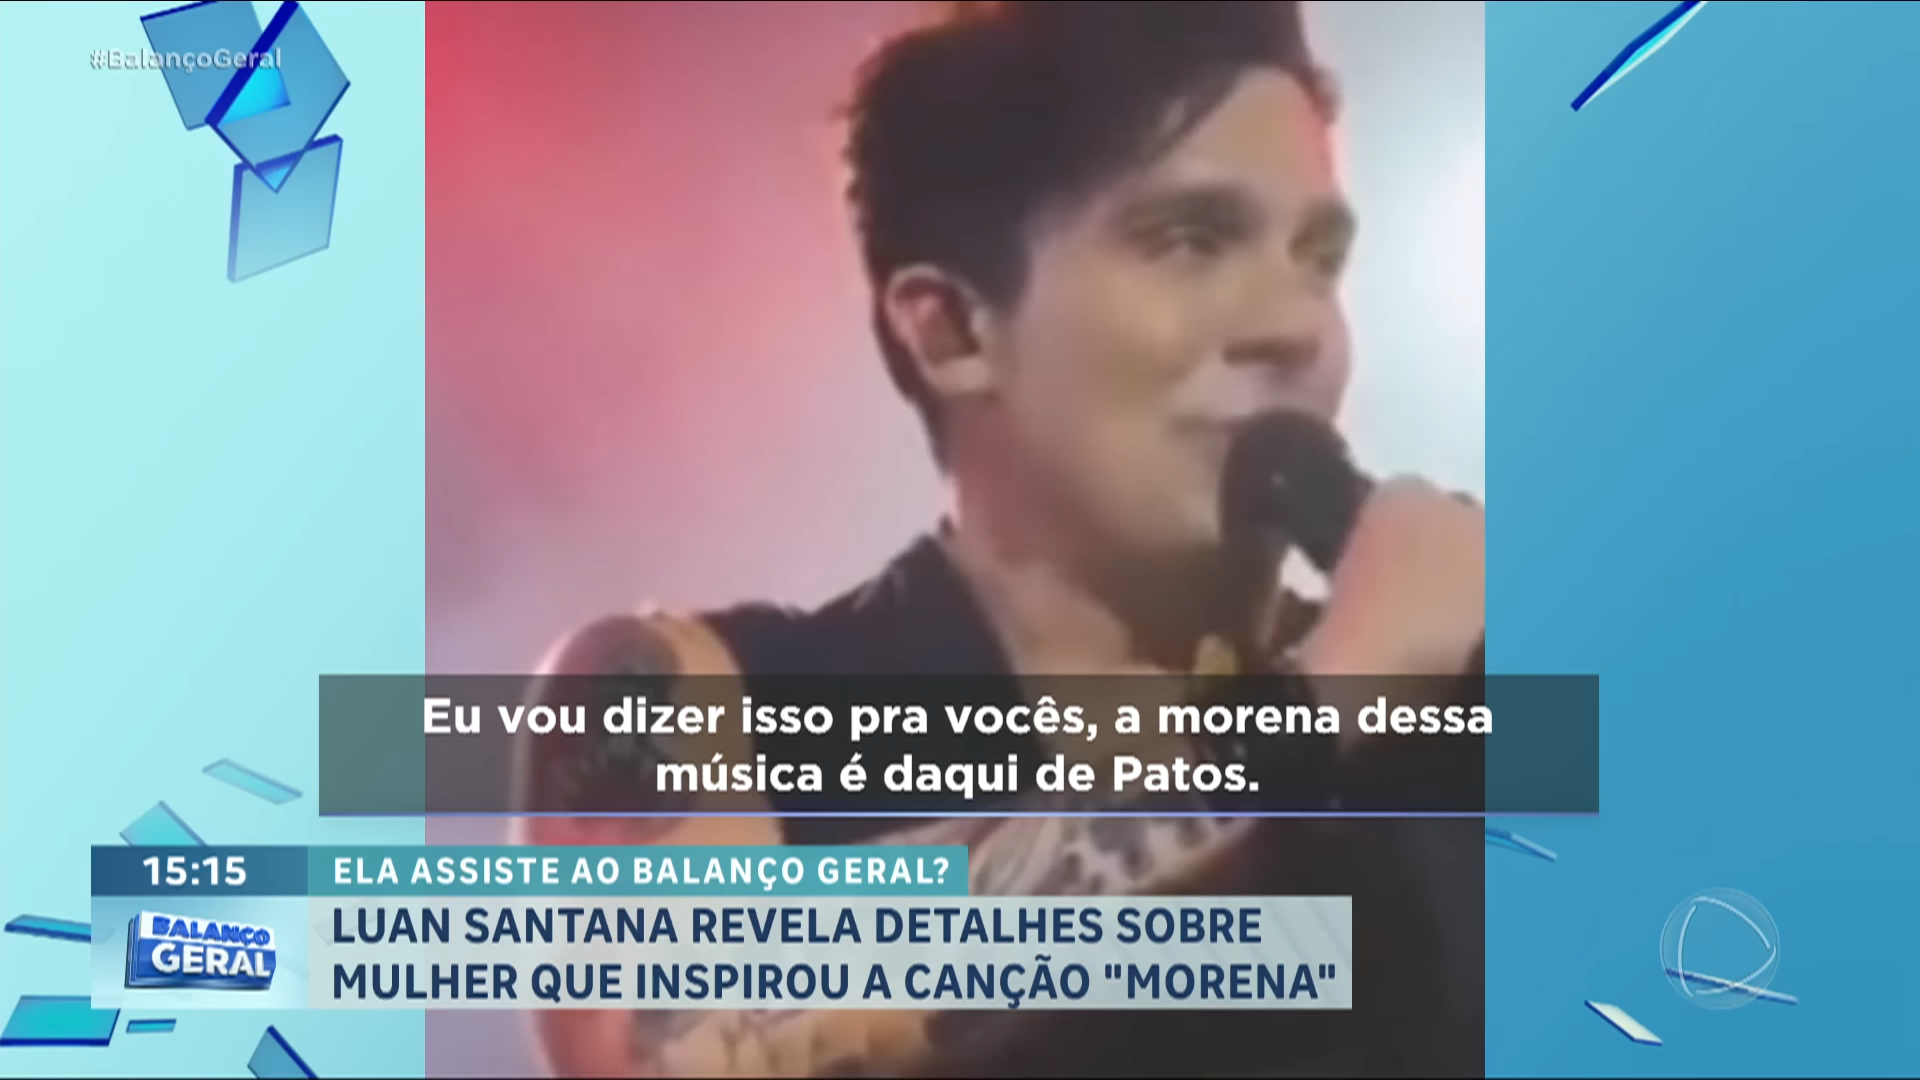 #BalançoGeral
Eu vou dizer isso pra vocês, a morena dessa
música é daqui de Patos.
15:15
ELA ASSISTE AO BALANÇO GERAL?
BALANÇO
GERAL
LUAN SANTANA REVELA DETALHES SOBRE
MULHER QUE INSPIROU A CANÇÃO "MORENA"